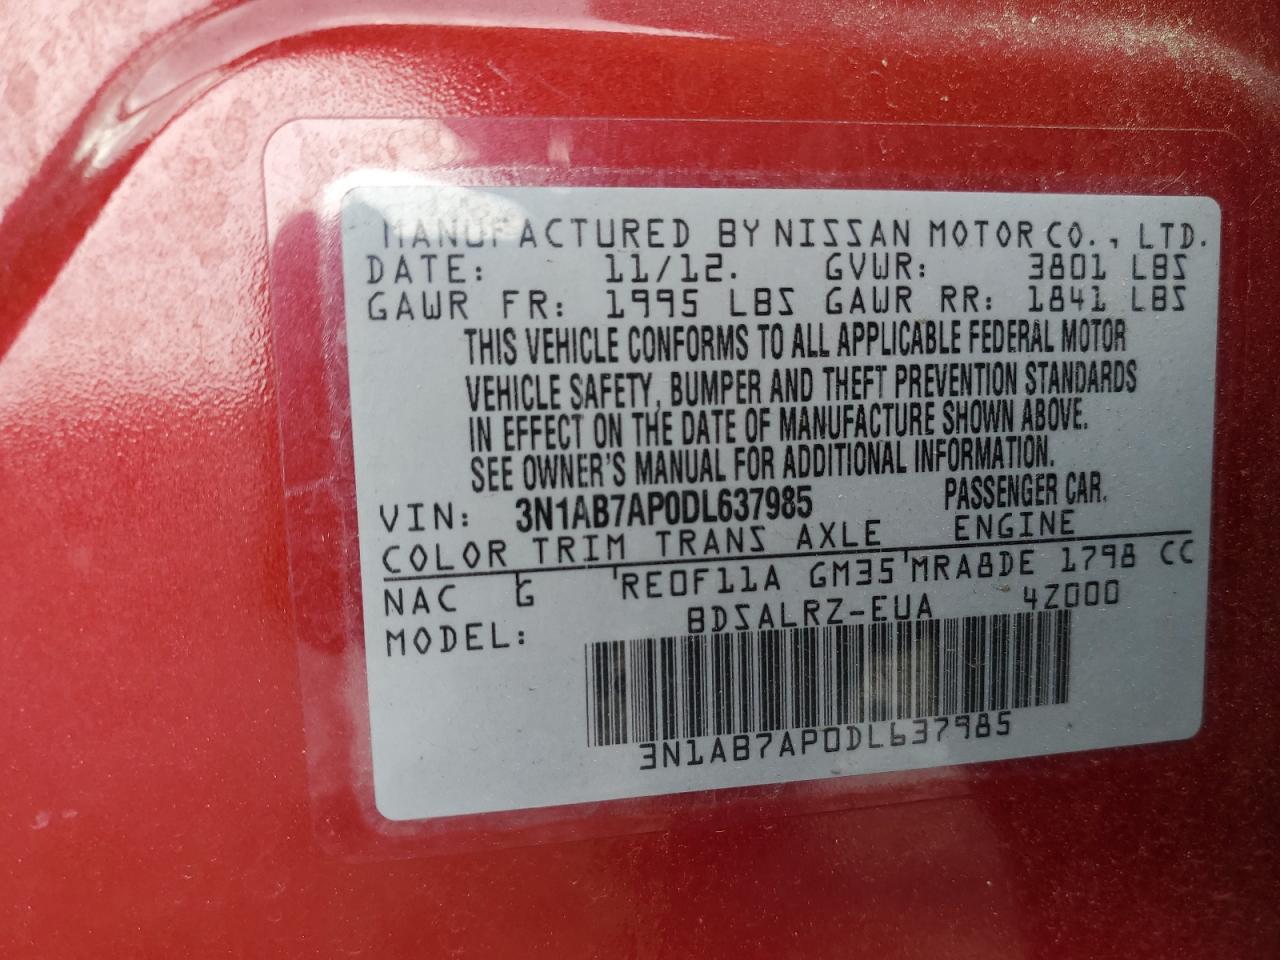 MANUFACTURED BY NISSAN MOTOR CO., LTD.
DATE: 11/12. GVWR: 3801 LBS
GAWR FR: 1995 LBS GAWR RR: 1841 LBS
THIS VEHICLE CONFORMS TO ALL APPLICABLE FEDERAL MOTOR
VEHICLE SAFETY, BUMPER AND THEFT PREVENTION STANDARDS
IN EFFECT ON THE DATE OF MANUFACTURE SHOWN ABOVE.
SEE OWNER'S MANUAL FOR ADDITIONAL INFORMATION.
VIN: 3N1AB7AP0DL637985 PASSENGER CAR.
COLOR TRIM TRANS AXLE ENGINE
NAC G 'RE0F11A GM35'MRA8DE 1798 CC
MODEL: BDSALRZ-EUA 4Z000
3N1AB7AP0DL637985